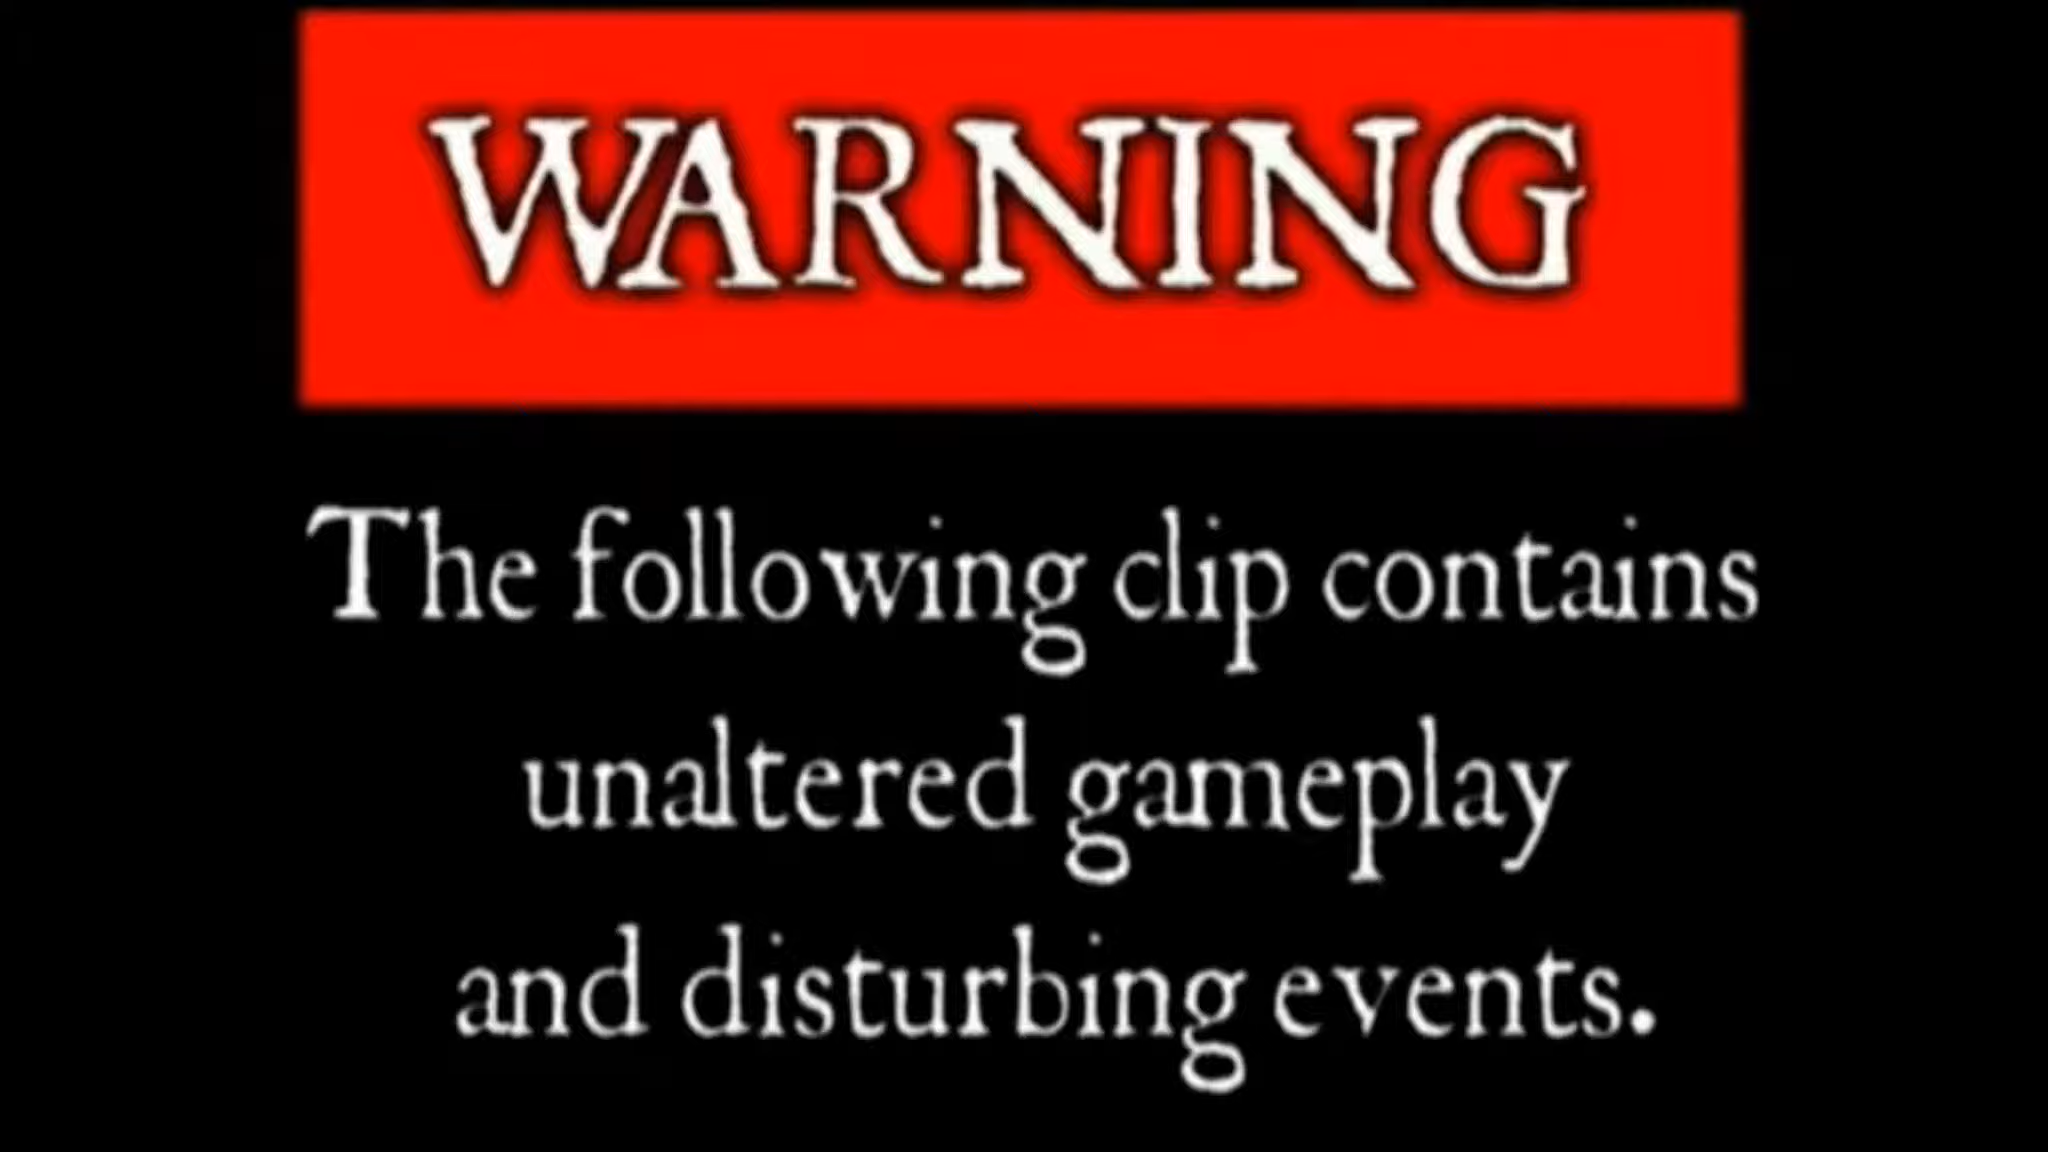 WARNING
The following clip contains
unaltered gameplay
and disturbing events.